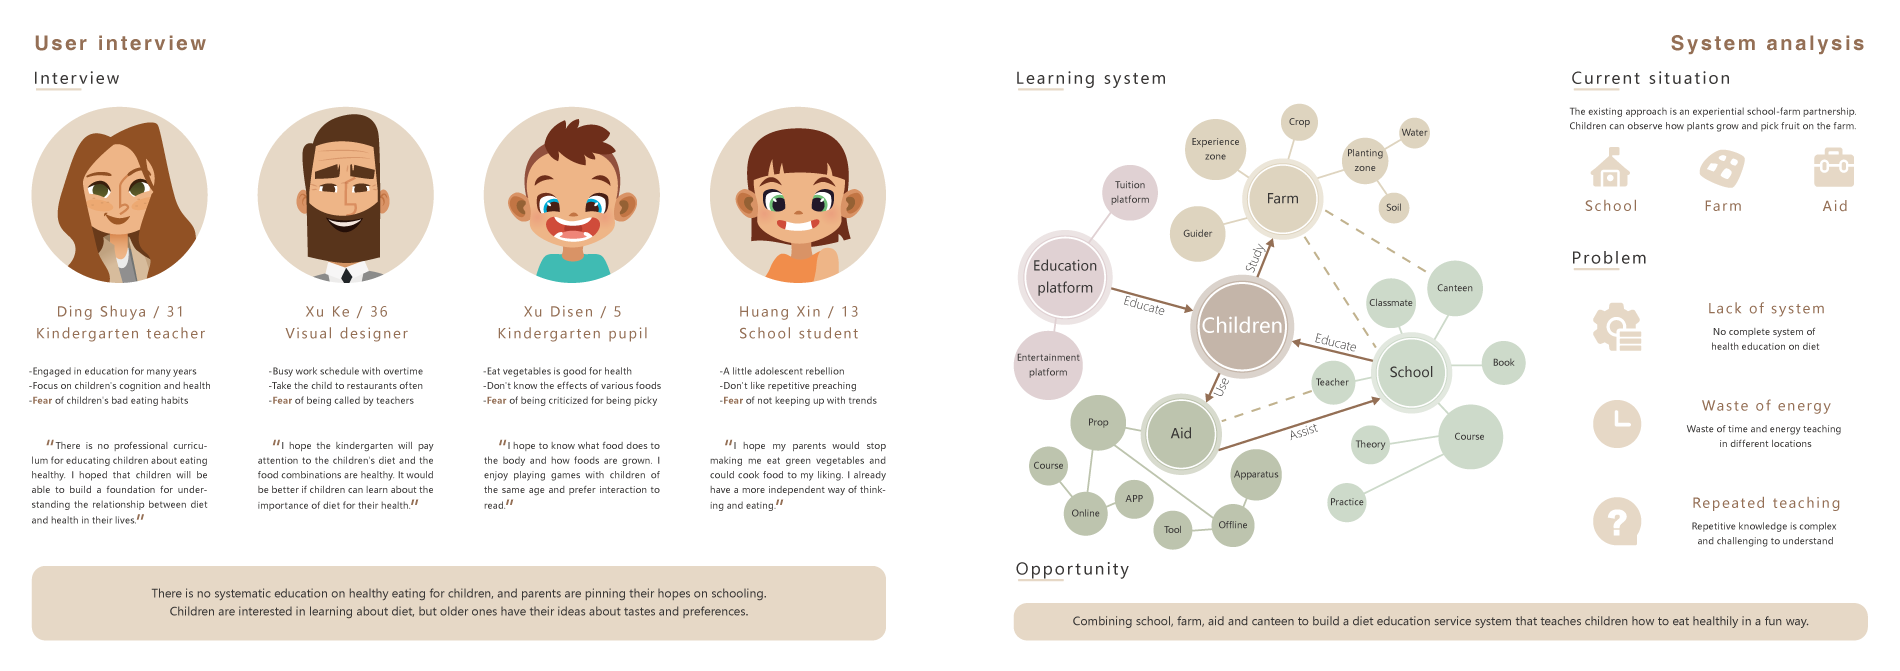 User interview
Interview
Ding Shuya / 31
Kindergarten teacher
-Engaged in education for many years
-Focus on children's cognition and health
-Fear of children's bad eating habits
"There is no professional curricu-
lum for educating children about eating
healthy. I hoped that children will be
able to build a foundation for under-
standing the relationship between diet
and health in their lives."
Xu Ke / 36
Visual designer
-Busy work schedule with overtime
-Take the child to restaurants often
-Fear of being called by teachers
"I hope the kindergarten will pay
attention to the children's diet and the
food combinations are healthy. It would
be better if children can learn about the
importance of diet for their health."
Xu Disen / 5
Kindergarten pupil
-Eat vegetables is good for health
-Don't know the effects of various foods
-Fear of being criticized for being picky
"I hope to know what food does to
the body and how foods are grown. I
enjoy playing games with children of
the same age and prefer interaction to
read."
Huang Xin / 13
School student
-A little adolescent rebellion
-Don't like repetitive preaching
-Fear of not keeping up with trends
"I hope my parents would stop
making me eat green vegetables and
could cook food to my liking. I already
have a more independent way of think-
ing and eating."
There is no systematic education on healthy eating for children, and parents are pinning their hopes on schooling.
Children are interested in learning about diet, but older ones have their ideas about tastes and preferences.
System analysis
Learning system
Crop
Water
Experience
zone
Planting
zone
Tuition
platform
Farm
Soil
Guider
Study
Education
platform
Educate
Classmate
Canteen
Children
Educate
Entertainment
platform
Use
Teacher
School
Book
Prop
Aid
Assist
Theory
Course
Course
Apparatus
Online
APP
Practice
Tool
Offline
Current situation
The existing approach is an experiential school-farm partnership.
Children can observe how plants grow and pick fruit on the farm.
School
Farm
Aid
Problem
Lack of system
No complete system of
health education on diet
Waste of energy
Waste of time and energy teaching
in different locations
Repeated teaching
?
Repetitive knowledge is complex
and challenging to understand
Opportunity
Combining school, farm, aid and canteen to build a diet education service system that teaches children how to eat healthily in a fun way.